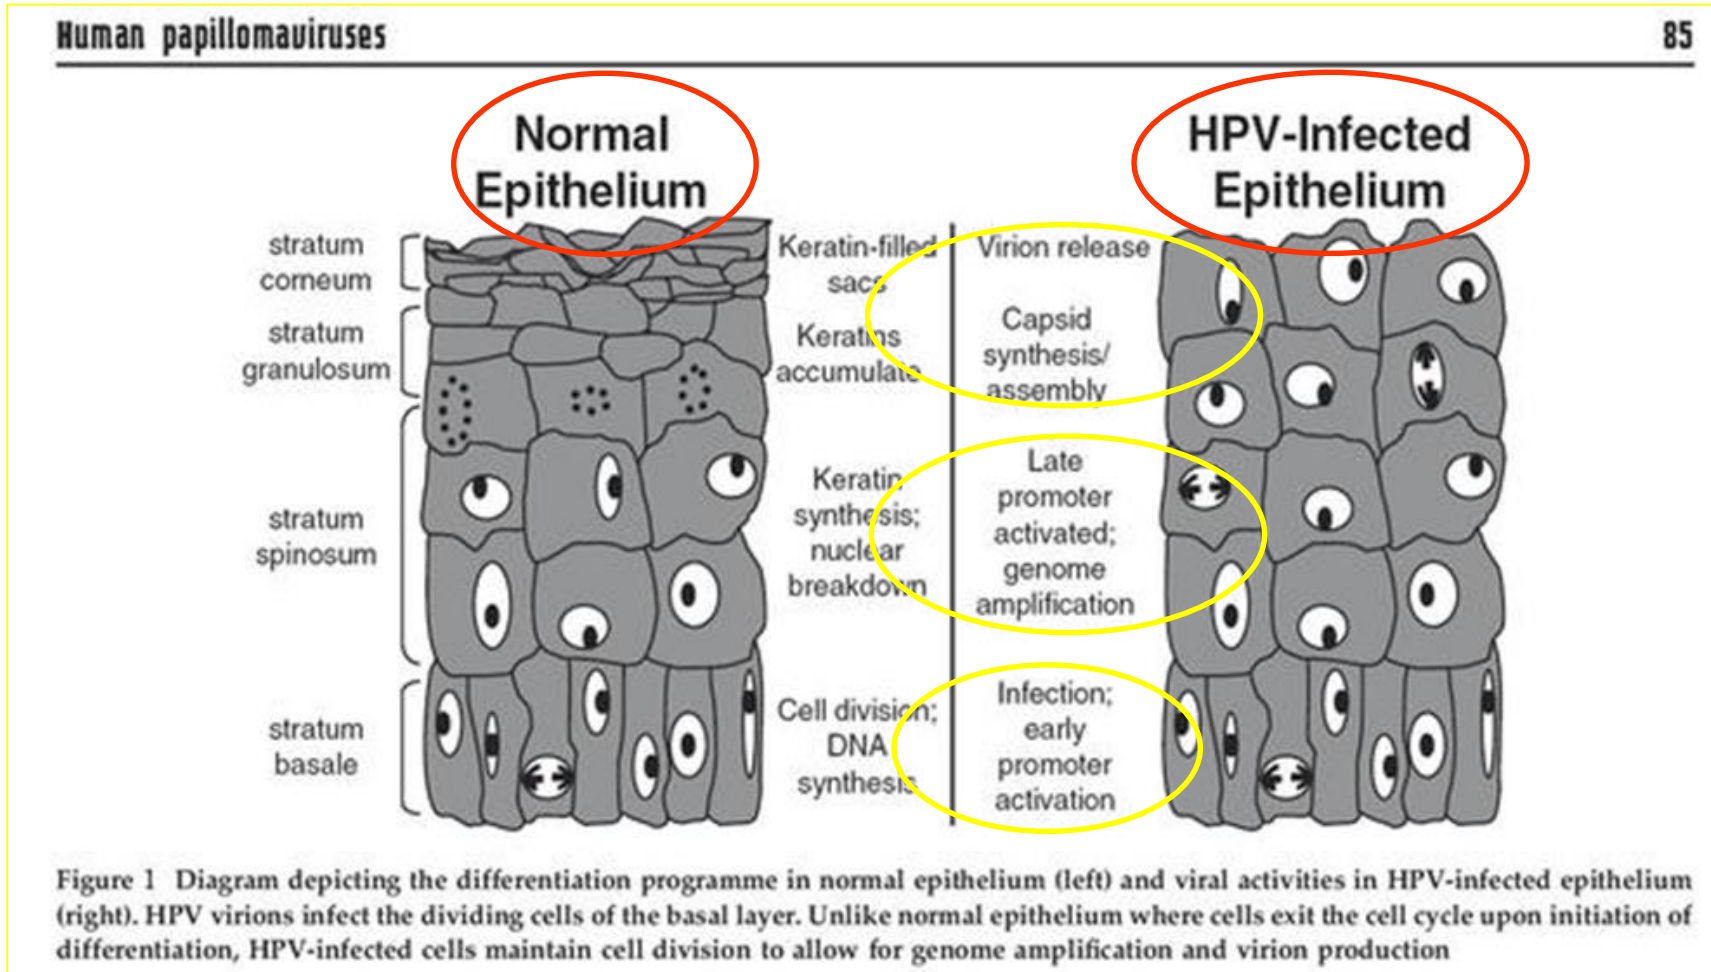 Human papillomaviruses
85
Normal
Epithelium
HPV-Infected
Epithelium
stratum
corneum
stratum
granulosum
stratum
spinosum
stratum
basale
Keratin-filled
sacs
Keratins
accumulate
Keratin
synthesis;
nuclear
breakdown
Cell division;
DNA
synthesis
Virion release
Capsid
synthesis/
assembly
Late
promoter
activated;
genome
amplification
Infection;
early
promoter
activation
Figure 1 Diagram depicting the differentiation programme in normal epithelium (left) and viral activities in HPV-infected epithelium
(right). HPV virions infect the dividing cells of the basal layer. Unlike normal epithelium where cells exit the cell cycle upon initiation of
differentiation, HPV-infected cells maintain cell division to allow for genome amplification and virion production